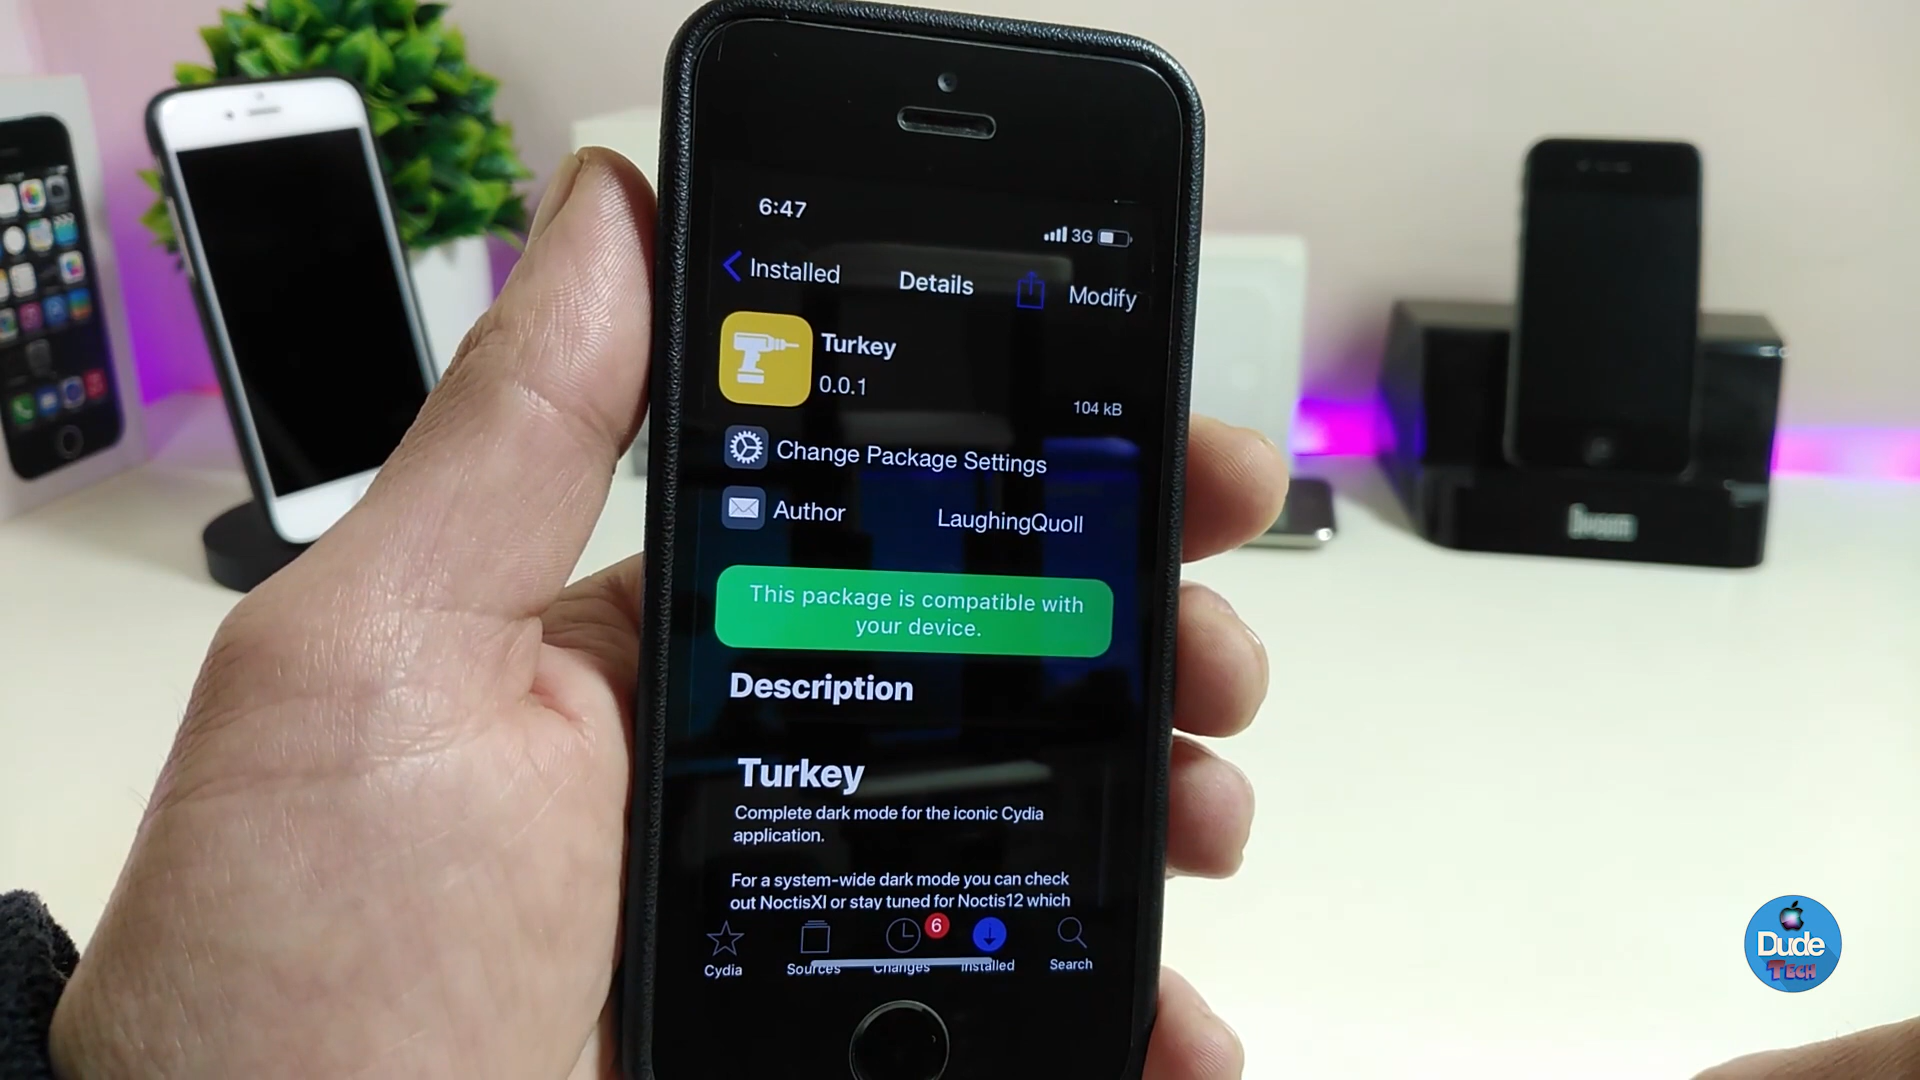 6:47
3G
Installed
Details
Modify
Turkey
0.0.1
104 kB
Change Package Settings
Author
LaughingQuoll
This package is compatible with
your device.
Description
Turkey
Complete dark mode for the iconic Cydia
application.
For a system-wide dark mode you can check
out NoctisXI or stay tuned for Noctis12 which
6
Cydia
Sources
Changes
Installed
Search
Dude
TECH